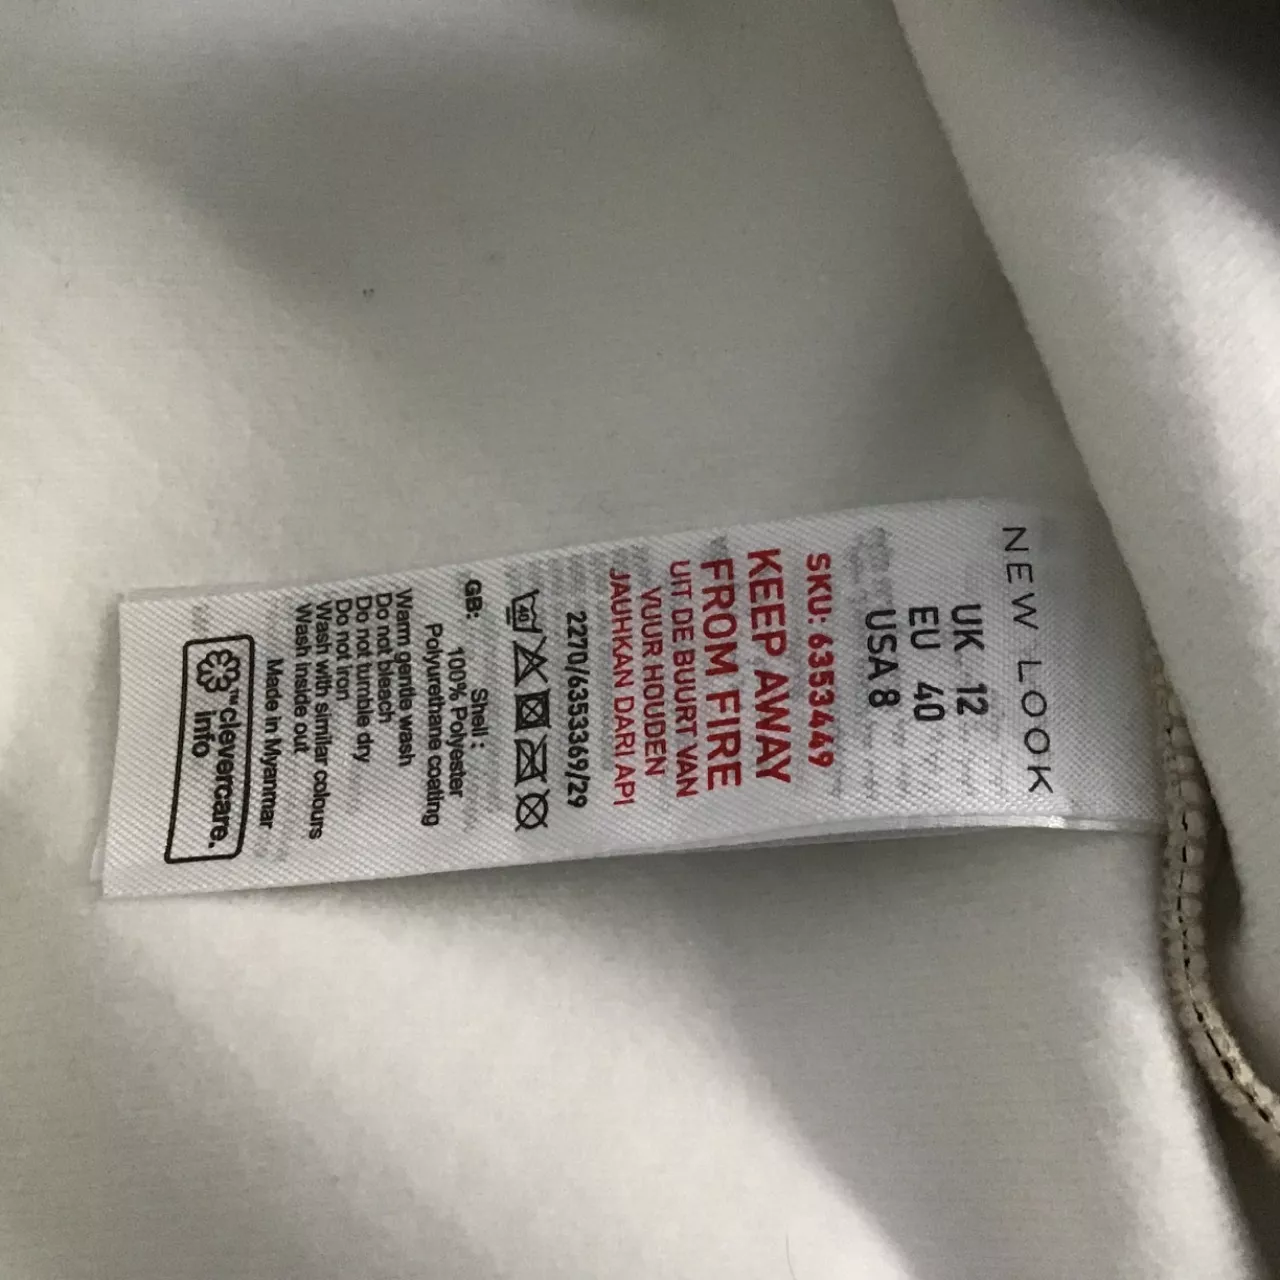 NEW LOOK
UK 12
EU 40
USA 8
SKU: 6353449
KEEP AWAY
FROM FIRE
UIT DE BUURT VAN
VUUR HOUDEN
JAUHKAN DARI API
2270/6353369/29
40
GB:
Shell :
100% Polyester
Polyurethane coating
Warm gentle wash
Do not bleach
Do not tumble dry
Do not iron
Wash with similar colours
Wash inside out
Made in Myanmar
™clevercare.
info